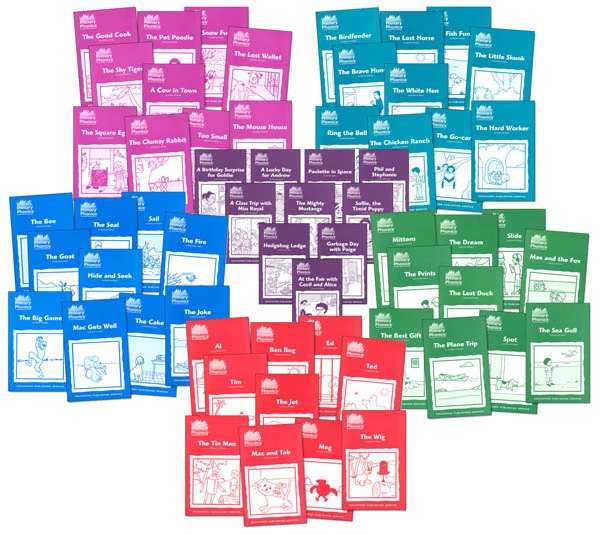 Primary Phonics
The Good Cook
The Pet Poodle
Snow Fun
The Lost Wallet
The Shy Tiger
A Cow in Town
The Square Eg
The Clumsy Rabbit
Too Small
The Mouse House
The Birdfeeder
The Lost Horse
Fish Fun
The Little Skunk
The Brave Hun
The White Hen
Ring the Bell
The Chicken Ranch
The Go-car
The Hard Worker
A Birthday Surprise
for Goldie
A Lucky Day
for Andrew
Paulette in Space
Phil and
Stephanie
A Class Trip with
Miss Royal
The Mighty
Mustangs
Sollie, the
Timid Puppy
Hedgehog Lodge
Garbage Day
with Paige
At the Fair with
Cecil and Alice
The Bee
The Seal
Sail
The Fire
The Goat
Hide and Seek
The Big Game
Mac Gets Well
The Cake
The Joke
Mittons
The Dream
Slide
Max and the Fox
The Prints
The Lost Duck
The Best Gift
The Plane Trip
Spot
The Sea Gull
Al
Ben Bug
Ed
Ted
Tim
The Jet
The Tin Man
Mac and Tab
Meg
The Wig
EDUCATORS PUBLISHING SERVICE